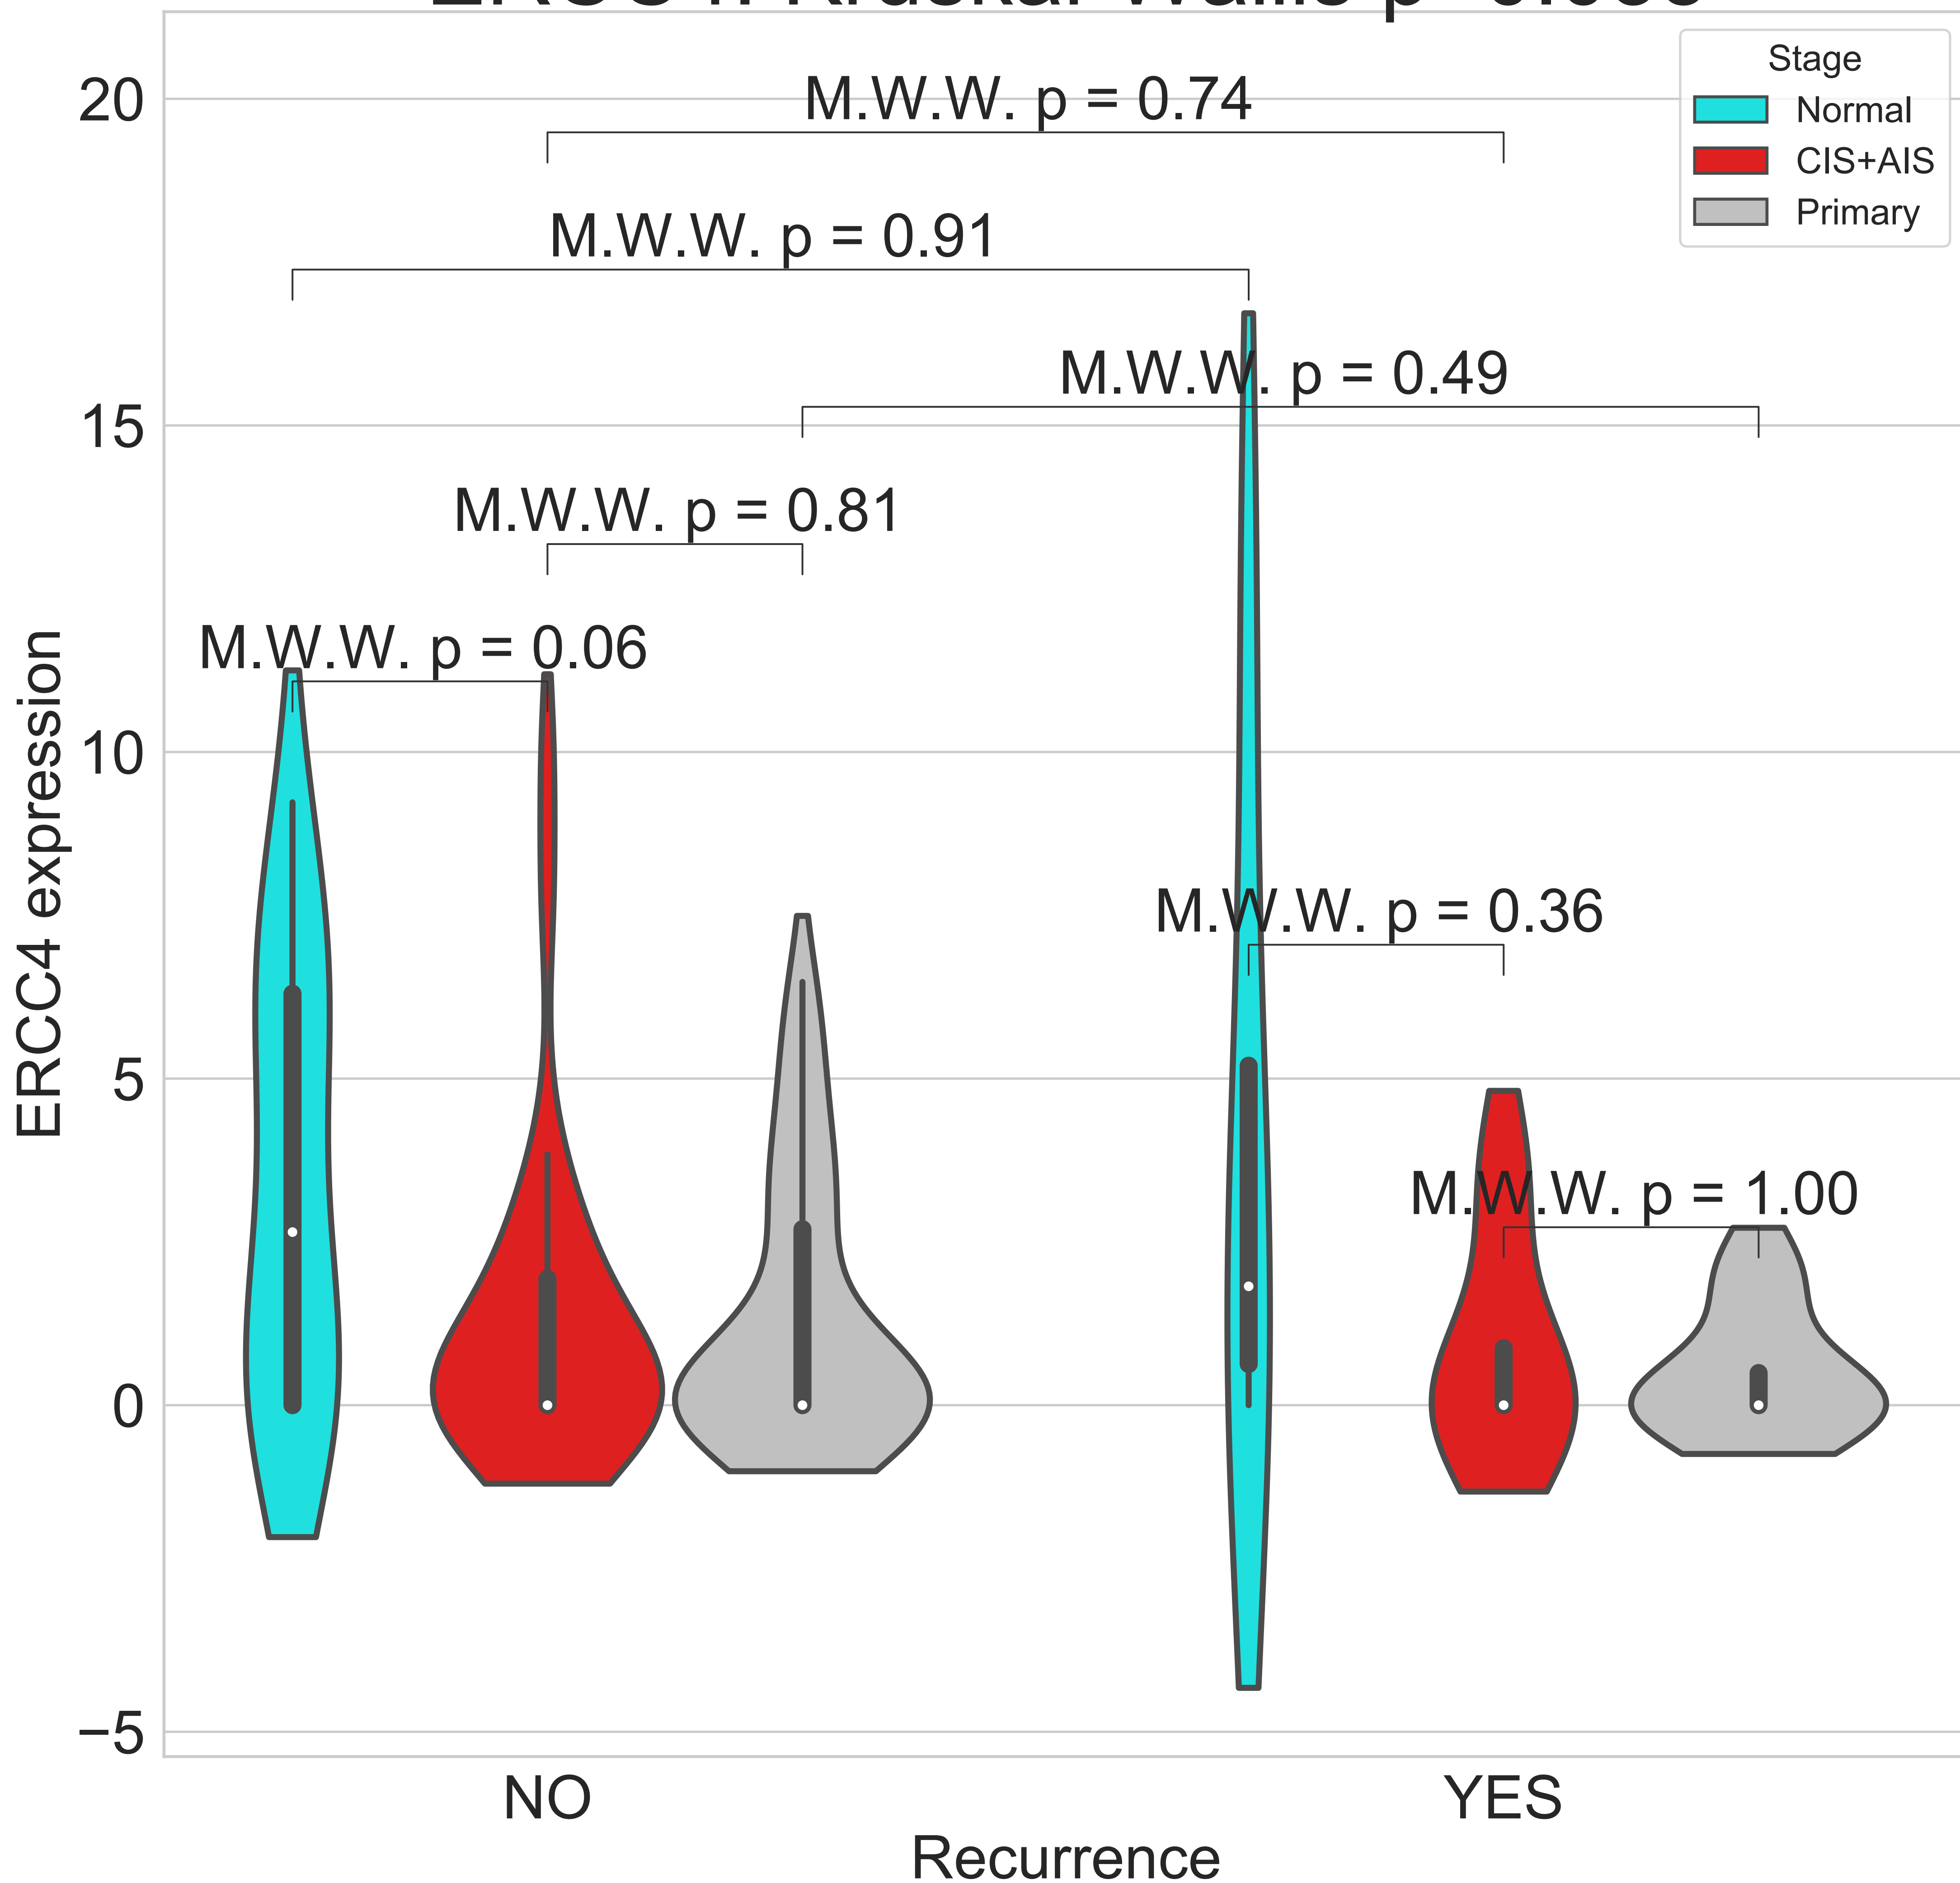 Stage
Normal
CIS+AIS
Primary
M.W.W. p = 0.74
M.W.W. p = 0.91
M.W.W. p = 0.49
M.W.W. p = 0.81
M.W.W. p = 0.06
M.W.W. p = 0.36
M.W.W. p = 1.00
20
15
10
5
0
−5
ERCC4 expression
NO
YES
Recurrence